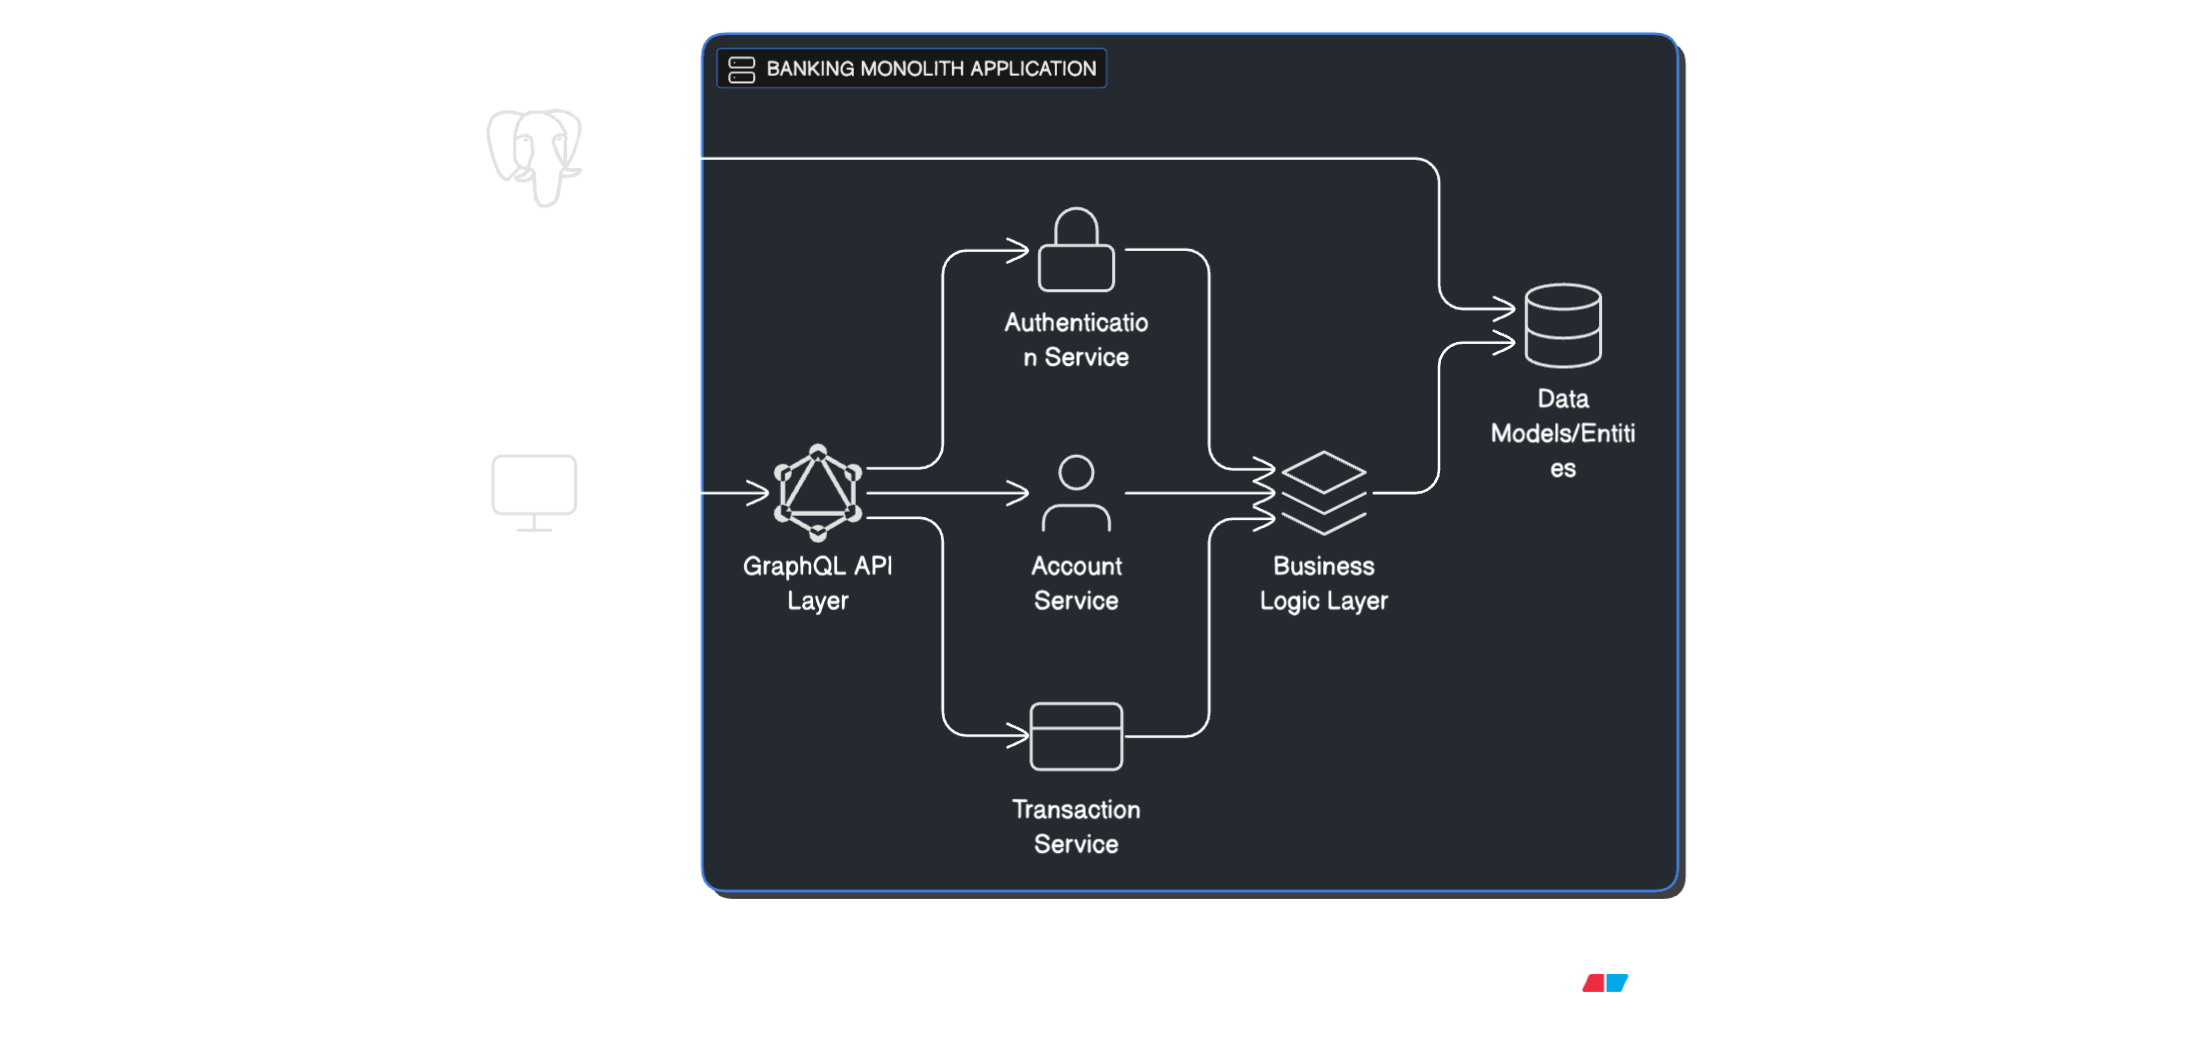 BANKING MONOLITH APPLICATION
Authenticatio
n Service
Data
Models/Entiti
es
GraphQL API
Layer
Account
Service
Business
Logic Layer
Transaction
Service